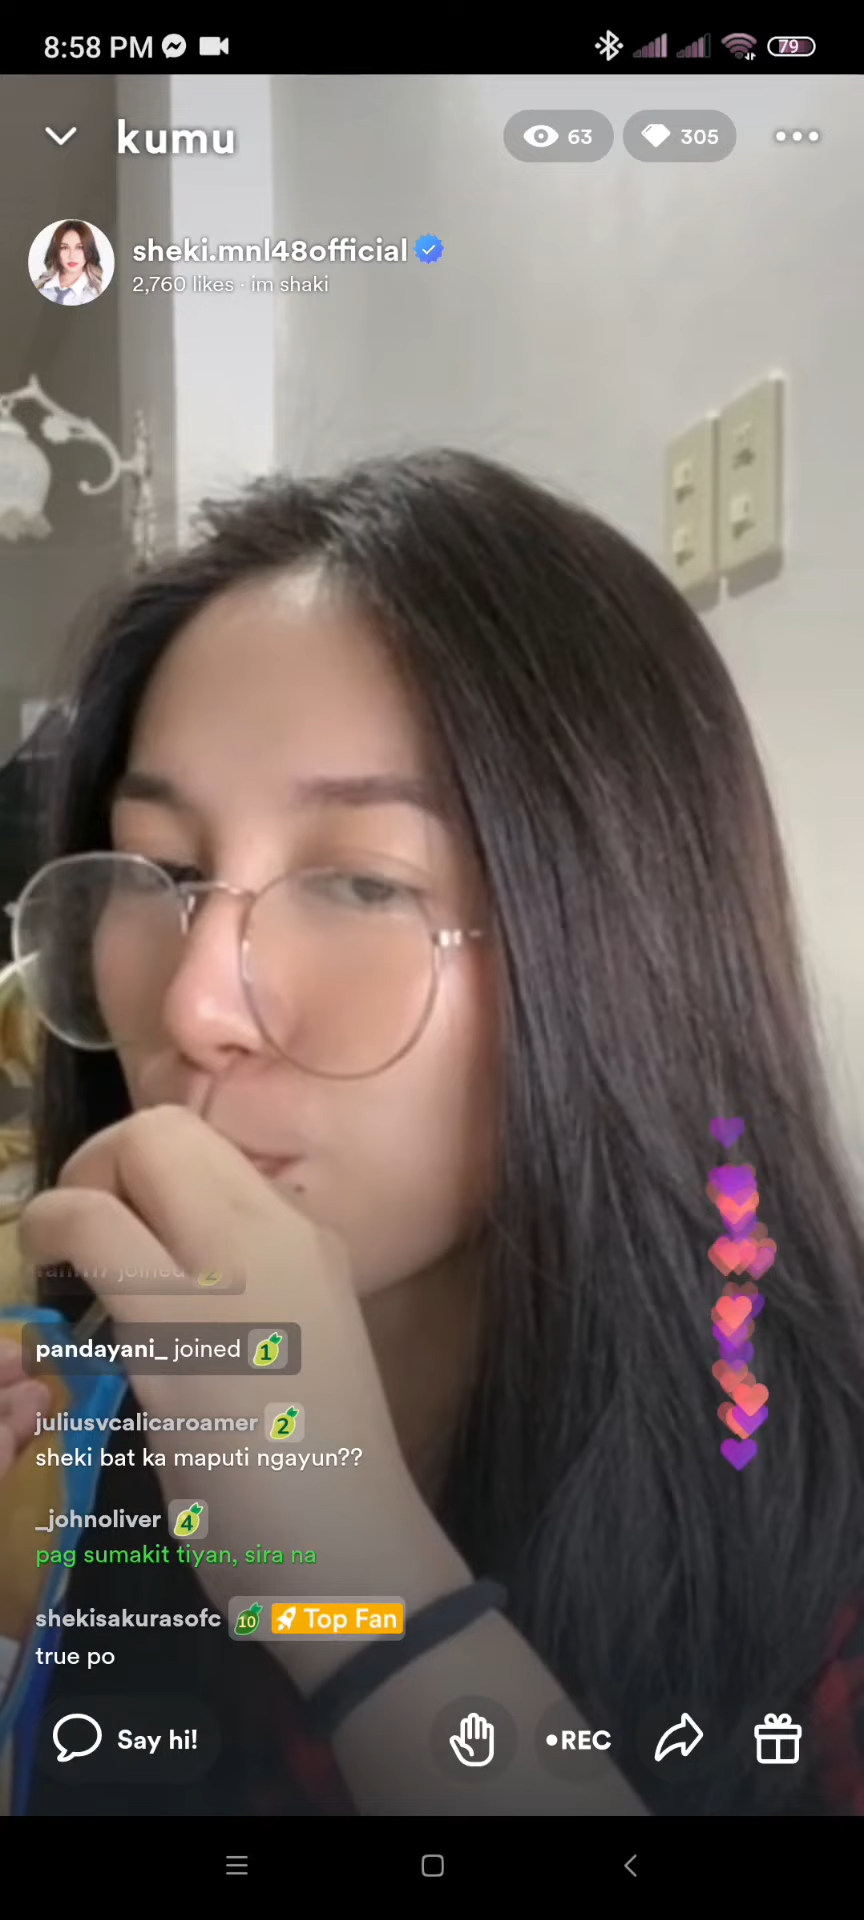 8:58 PM
79
kumu
63
305
sheki.mnl48official
2,760 likes · im shaki
joined 2
pandayani_ joined 1
juliusvcalicaroamer 2
sheki bat ka maputi ngayun??
_johnoliver 4
pag sumakit tiyan, sira na
shekisakurasofc 10 Top Fan
true po
Say hi!
•REC